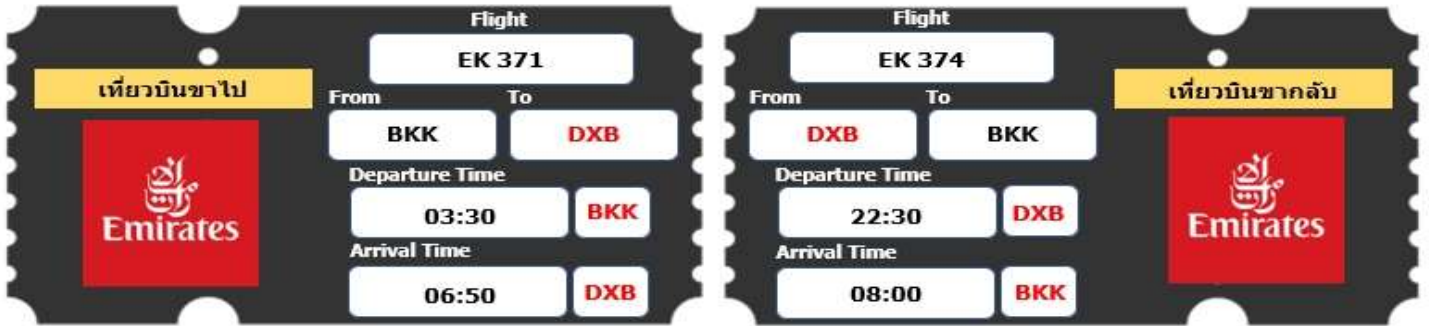 Flight
EK 371
เที่ยวบินขาไป
From To
BKK DXB
Emirates
Departure Time
03:30 BKK
Arrival Time
06:50 DXB
Flight
EK 374
เที่ยวบินขากลับ
From To
DXB BKK
Emirates
Departure Time
22:30 DXB
Arrival Time
08:00 BKK